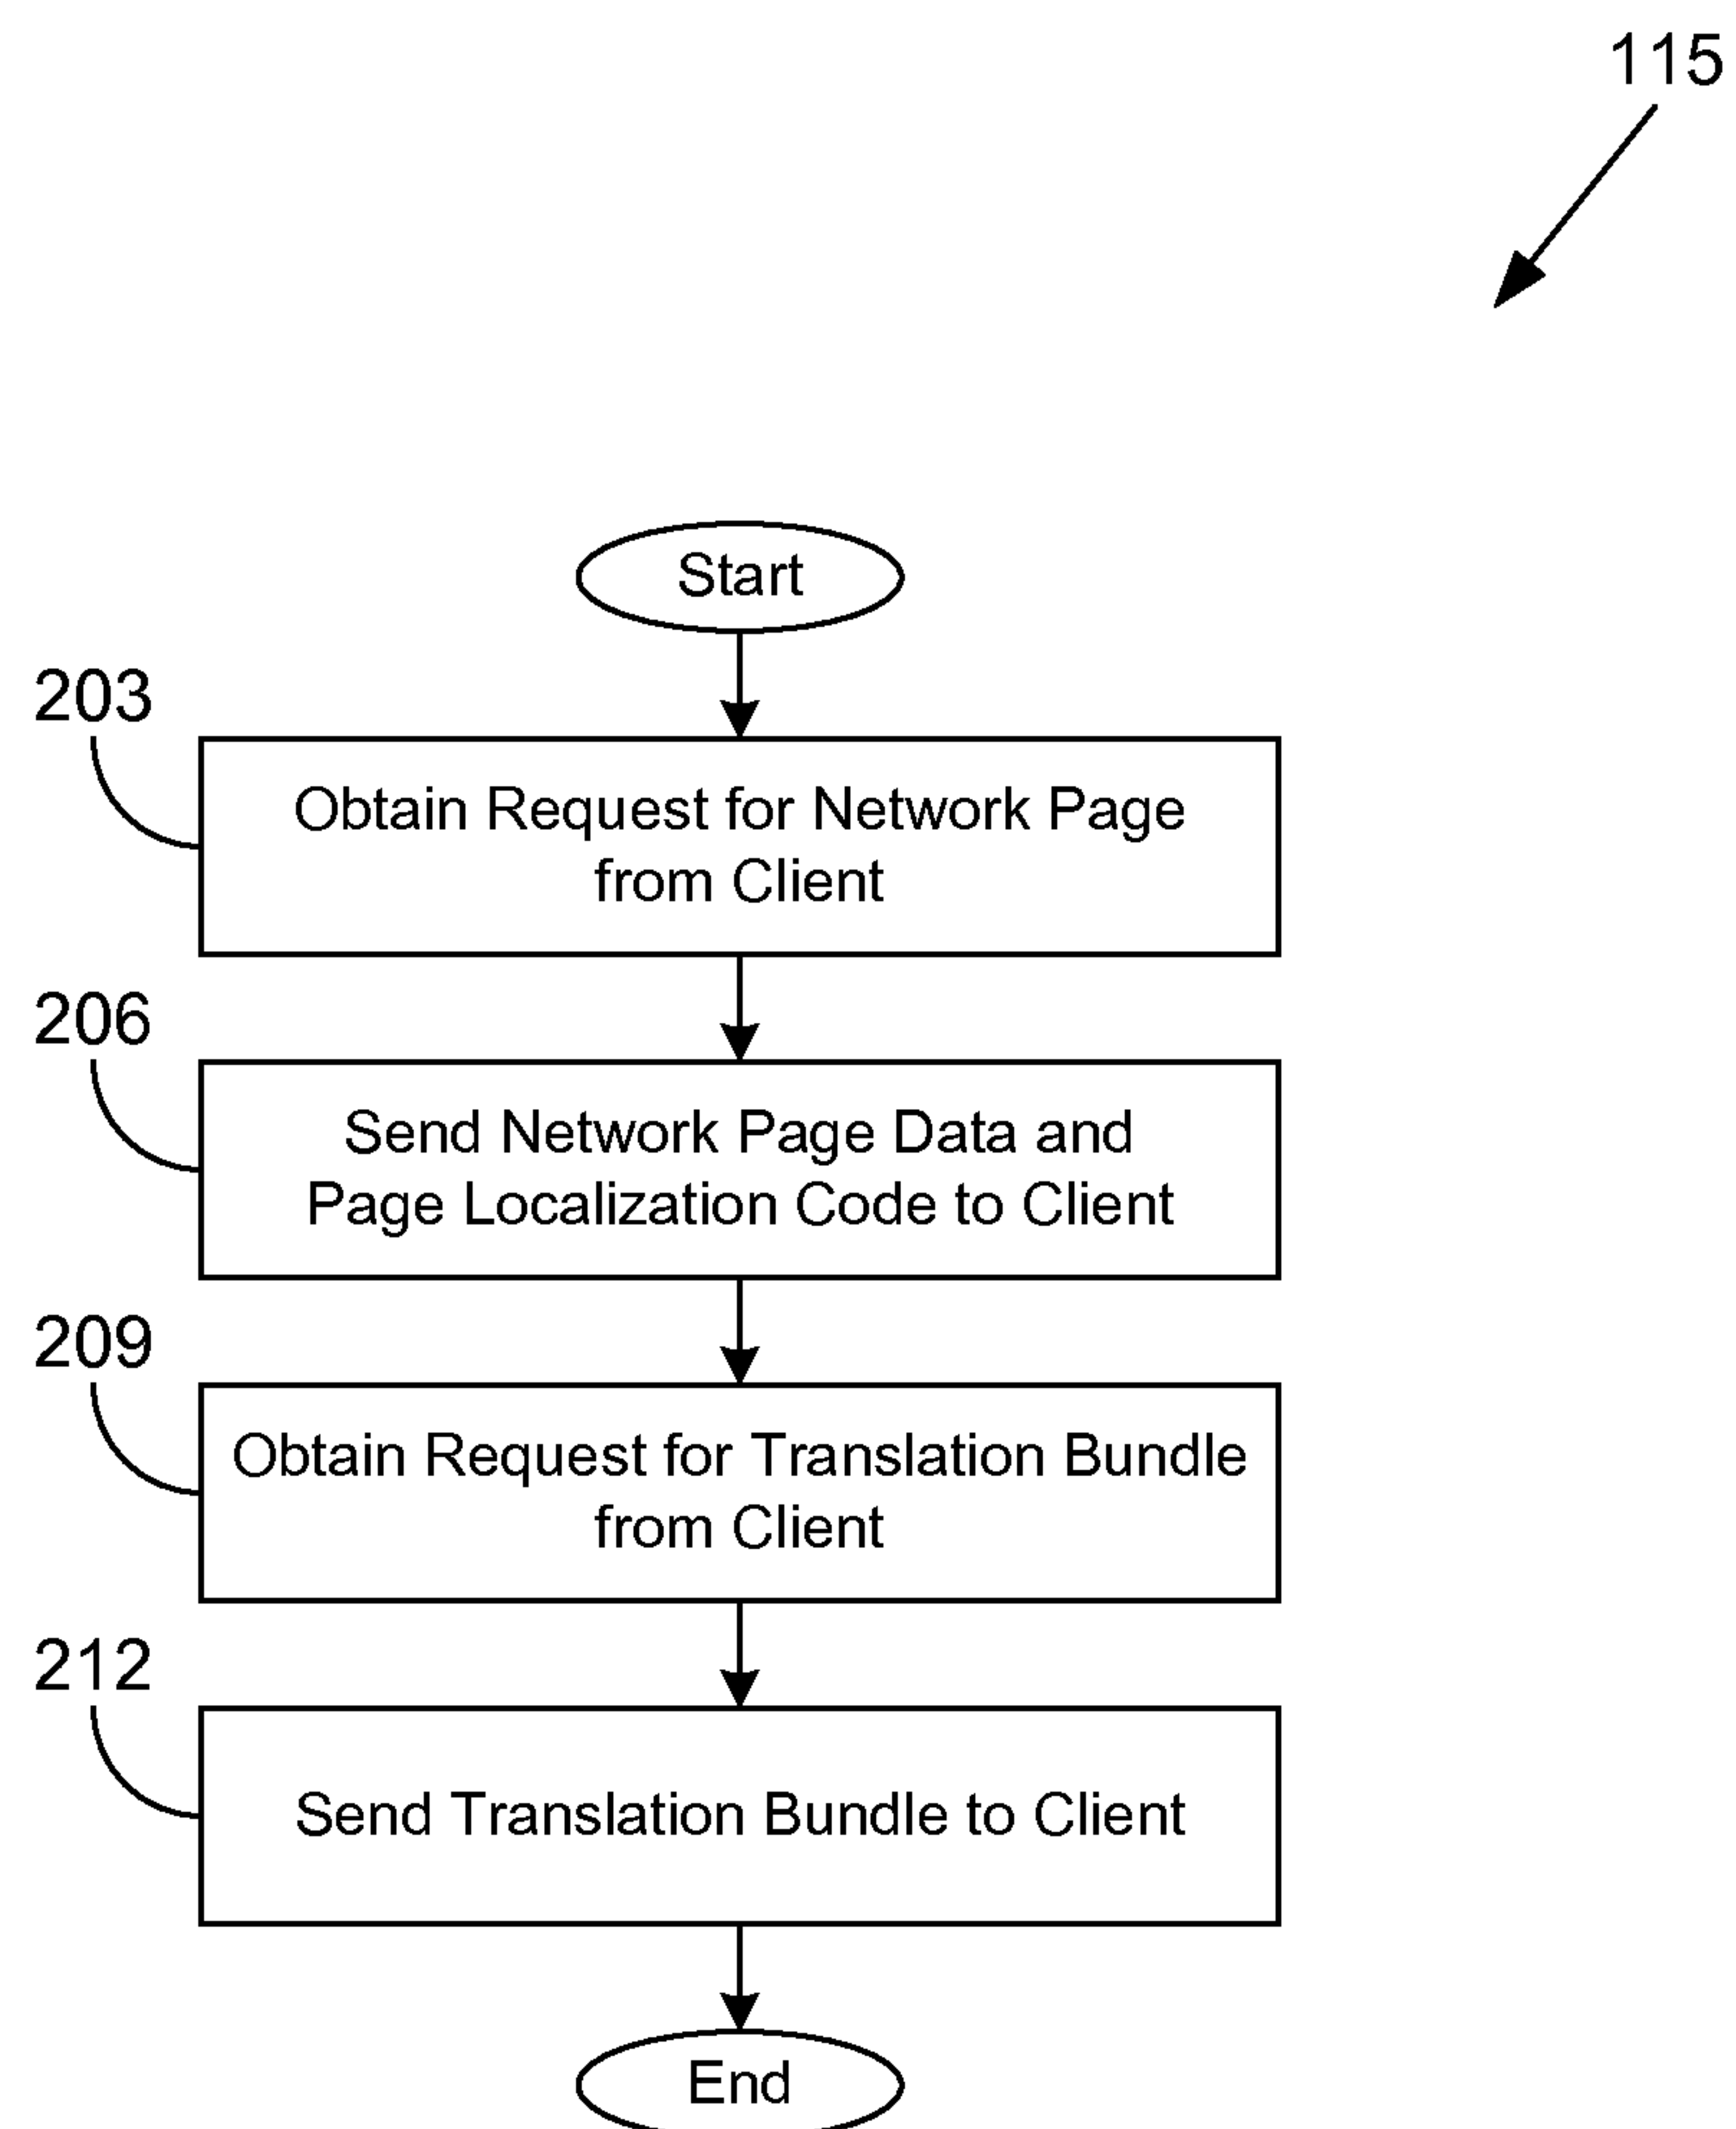 115
Start
203
Obtain Request for Network Page
from Client
206
Send Network Page Data and
Page Localization Code to Client
209
Obtain Request for Translation Bundle
from Client
212
Send Translation Bundle to Client
End